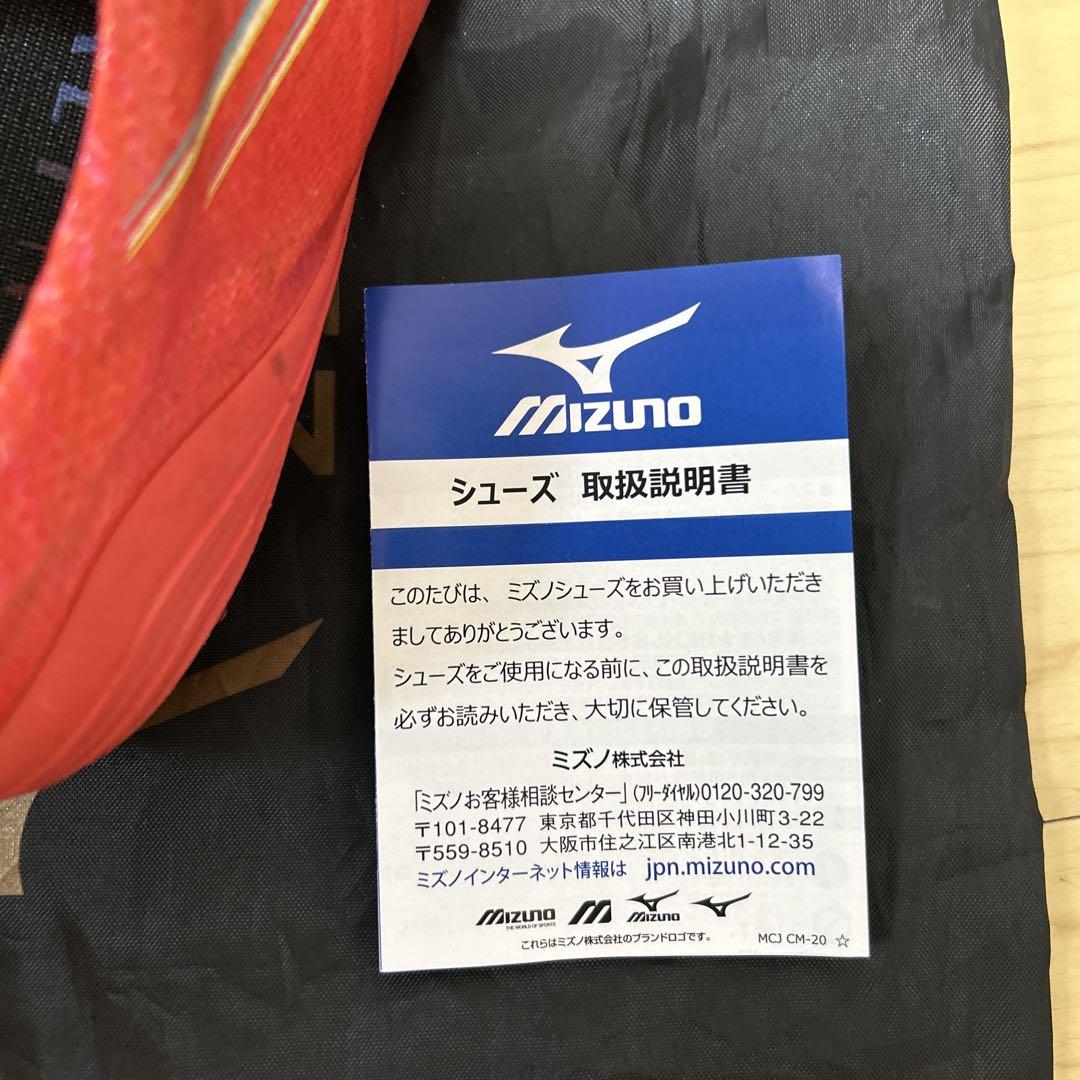 MIZUNO
シューズ 取扱説明書
このたびは、ミズノシューズをお買い上げいただき
ましてありがとうございます。
シューズをご使用になる前に、この取扱説明書を
必ずお読みいただき、大切に保管してください。
ミズノ株式会社
「ミズノお客様相談センター」(フリーダイヤル)0120-320-799
〒101-8477 東京都千代田区神田小川町3-22
〒559-8510 大阪市住之江区南港北1-12-35
ミズノインターネット情報は jpn.mizuno.com
MIZUNO MIZUNO
THE WORLD OF SPORTS
これらはミズノ株式会社のブランドロゴです。 MCJ CM-20 ☆